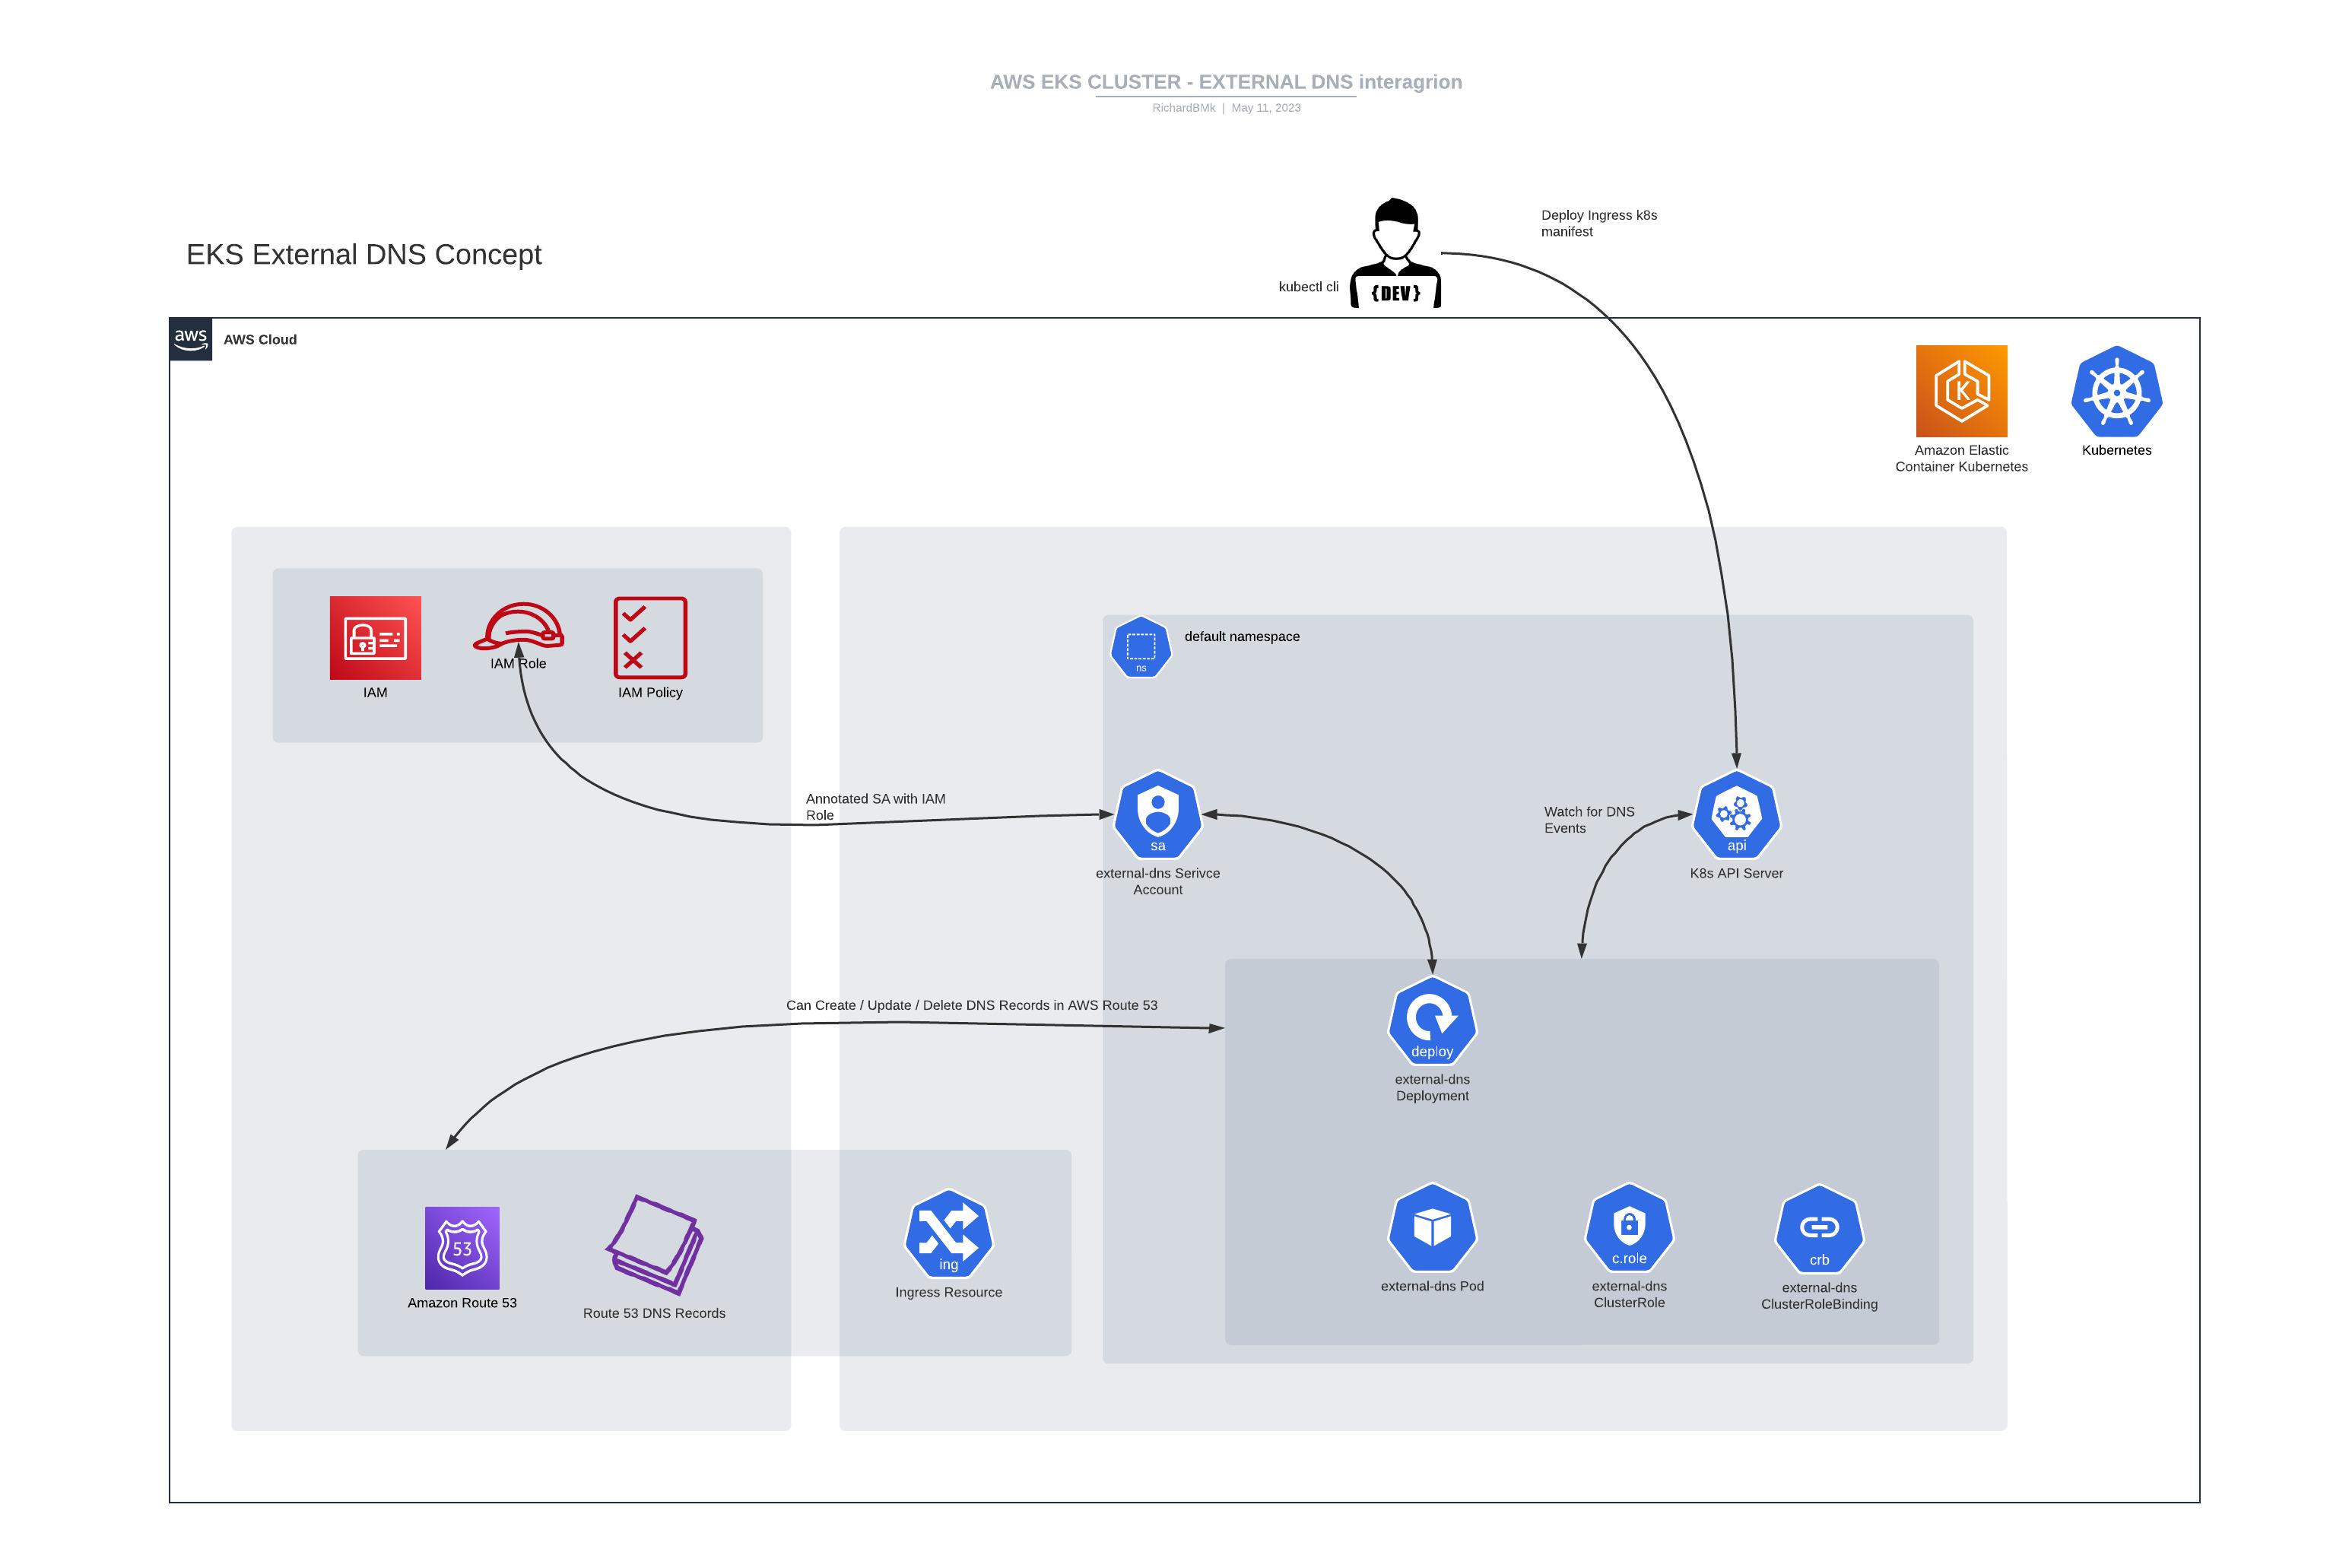 AWS EKS CLUSTER - EXTERNAL DNS interagrion
RichardBMk | May 11, 2023
Deploy Ingress k8s
manifest
EKS External DNS Concept
kubectl cli
{DEV}
aws
AWS Cloud
K
Amazon Elastic
Container Kubernetes
Kubernetes
IAM
IAM Role
IAM Policy
ns
default namespace
Annotated SA with IAM
Role
sa
external-dns Serivce
Account
Watch for DNS
Events
api
K8s API Server
Can Create / Update / Delete DNS Records in AWS Route 53
deploy
external-dns
Deployment
53
Amazon Route 53
Route 53 DNS Records
ing
Ingress Resource
external-dns Pod
c.role
external-dns
ClusterRole
crb
external-dns
ClusterRoleBinding